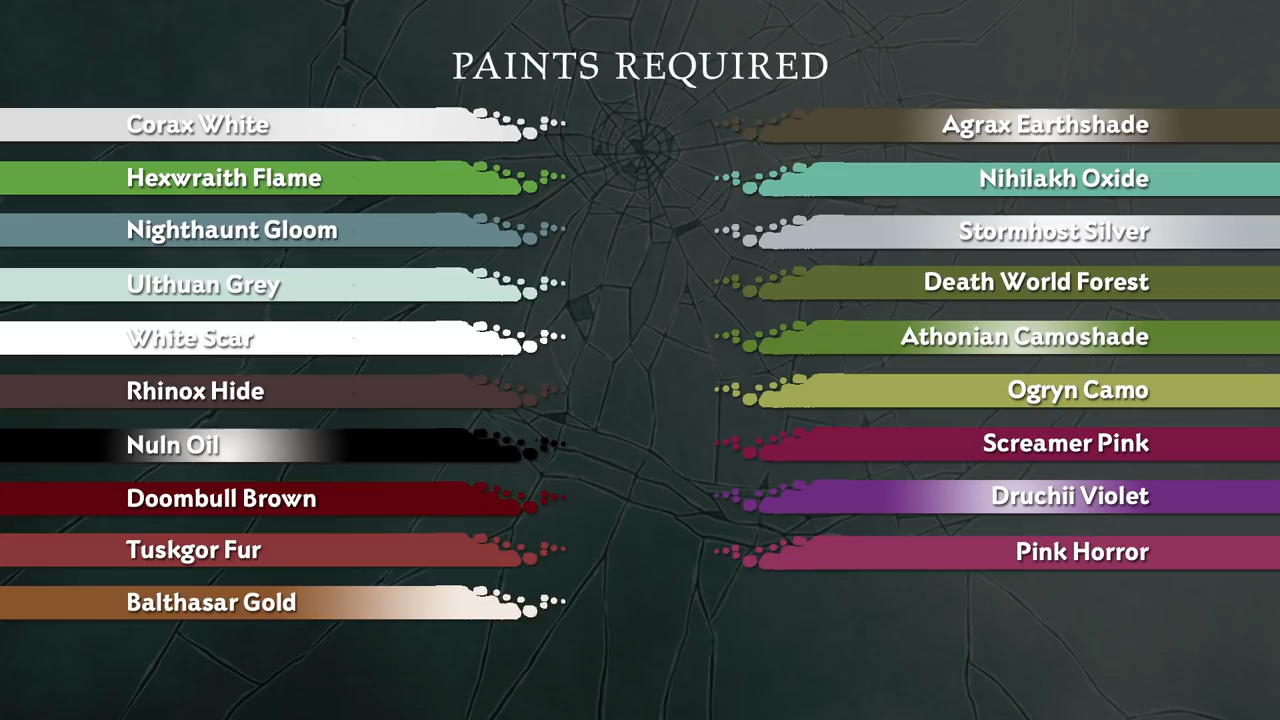 PAINTS REQUIRED
Corax White
Hexwraith Flame
Nighthaunt Gloom
Ulthuan Grey
White Scar
Rhinox Hide
Nuln Oil
Doombull Brown
Tuskgor Fur
Balthasar Gold
Agrax Earthshade
Nihilakh Oxide
Stormhost Silver
Death World Forest
Athonian Camoshade
Ogryn Camo
Screamer Pink
Druchii Violet
Pink Horror